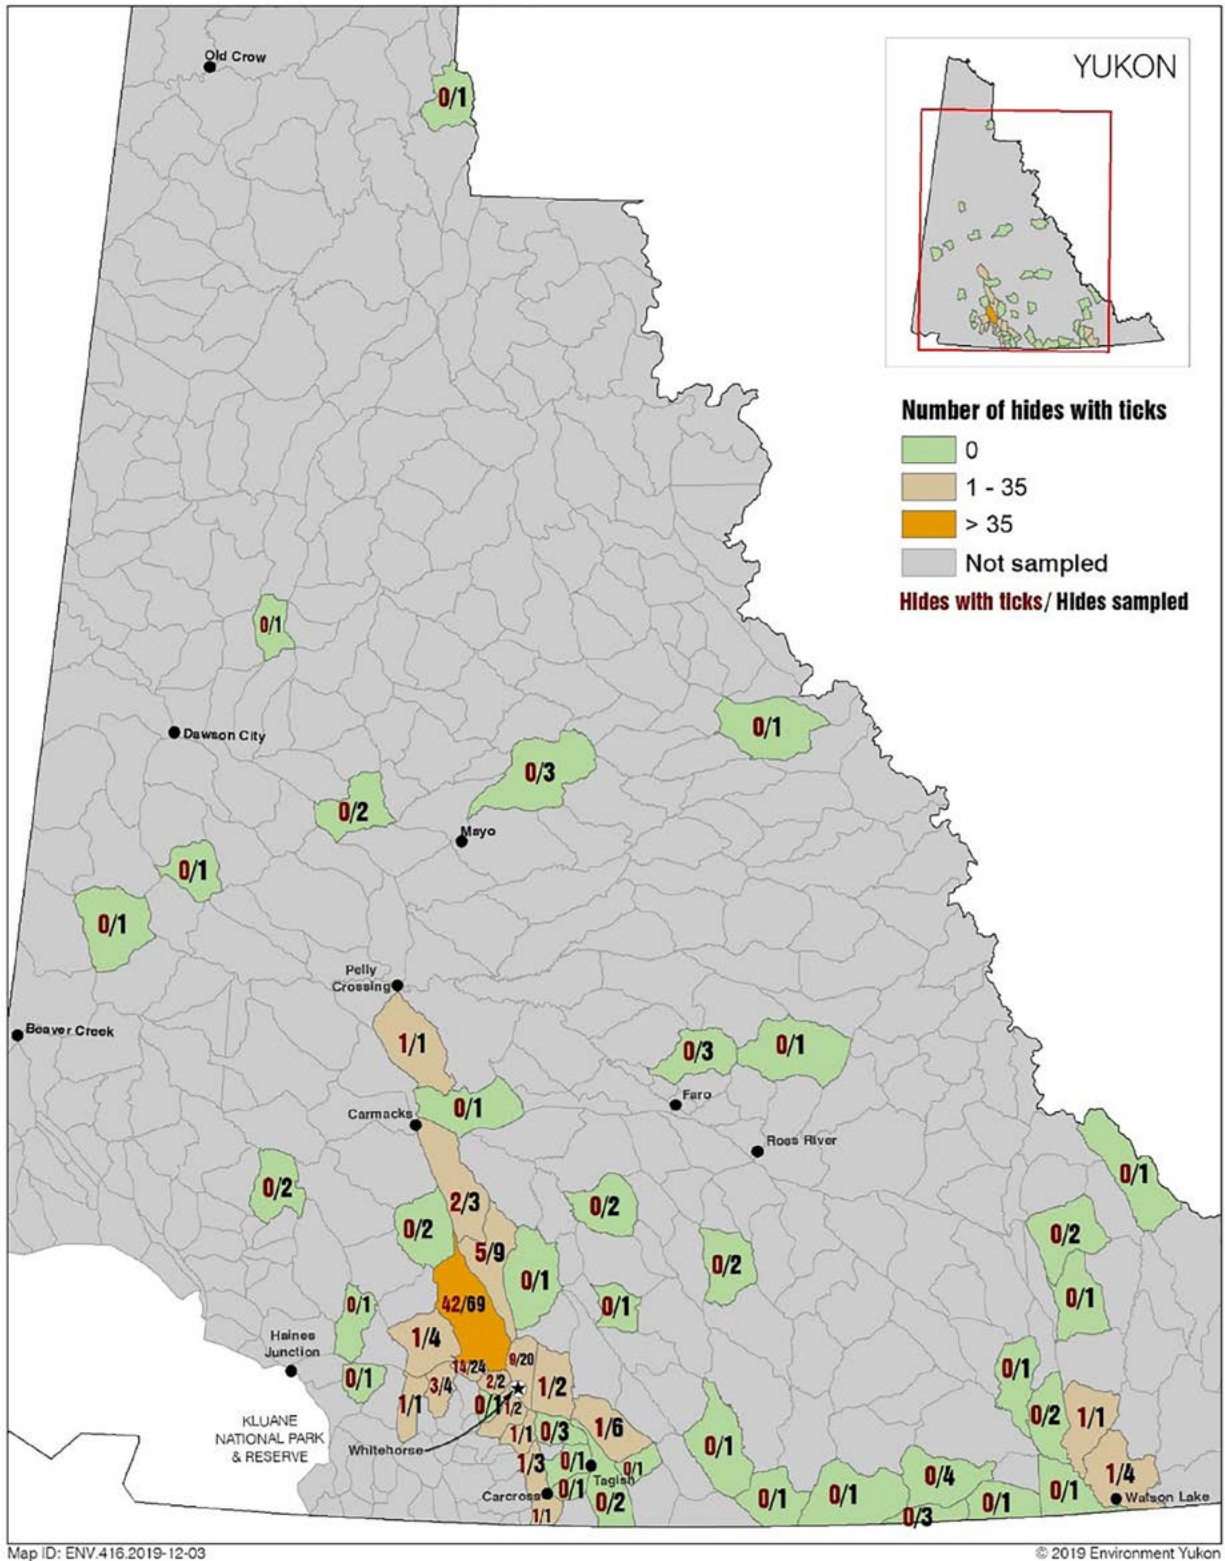 Old Crow
0/1
YUKON
Number of hides with ticks
0
1 - 35
> 35
Not sampled
Hides with ticks/ Hides sampled
0/1
0/1
Dawson City
0/3
0/2
Mayo
0/1
0/1
Pelly
Crossing
Beaver Creek
1/1
0/3
0/1
Faro
Carmacks
0/1
Ross River
0/1
0/2
2/3
0/2
0/2
0/2
5/9
0/1
0/2
0/1
42/69
0/1
0/1
Haines
Junction
1/4
9/20
14/24
0/1
0/1
3/4
2/2
1/2
1/1
0/1
1/2
0/2
1/1
KLUANE
NATIONAL PARK
& RESERVE
Whitehorse
1/1
0/3
1/6
0/1
1/3
0/1
0/1
Tagish
1/4
0/4
Carcross
0/1
0/2
0/1
0/1
0/1
0/1
Watson Lake
1/1
0/3
Map ID: ENV.416.2019-12-03
© 2019 Environment Yukon